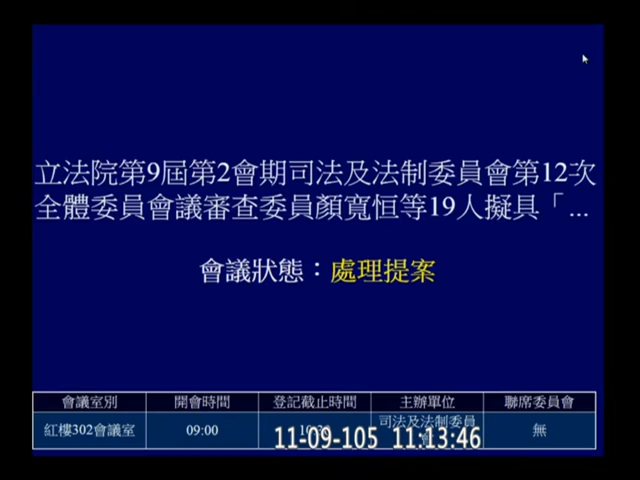 立法院第9屆第2會期司法及法制委員會第12次
全體委員會議審查委員顏寬恒等19人擬具「...
會議狀態：處理提案
會議室別 開會時間 登記截止時間 主辦單位 聯席委員會
紅樓302會議室 09:00 司法及法制委員 無
11-09-105 11:13:46